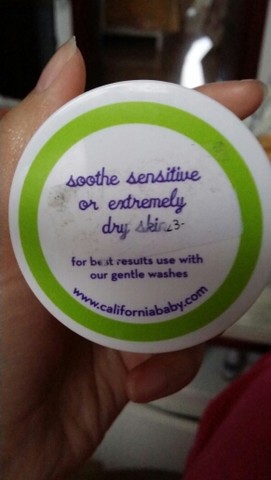 soothe sensitive
or extremely
dry skin
for best results use with
our gentle washes
www.californiababy.com